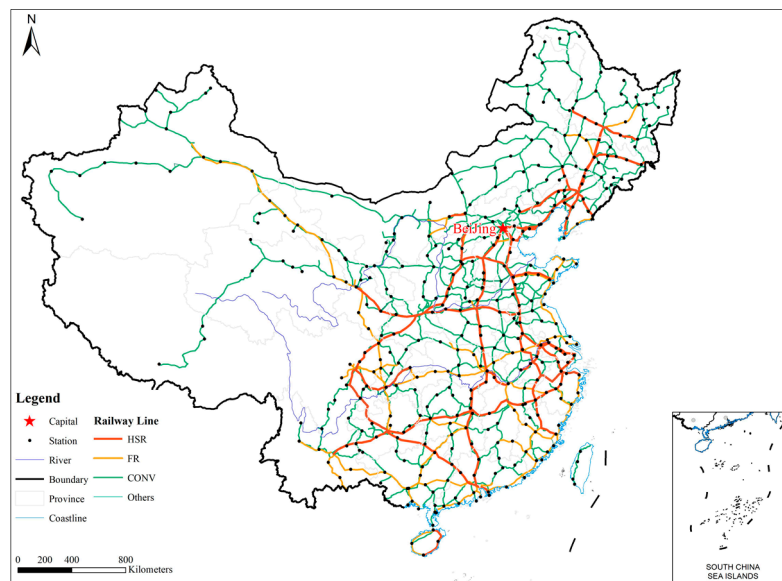 N
BeiJing
Legend
Capital
Station
River
Boundary
Province
Coastline
Railway Line
HSR
FR
CONV
Others
0 200 400 800
Kilometers
SOUTH CHINA
SEA ISLANDS